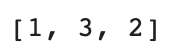 [1, 3, 2]